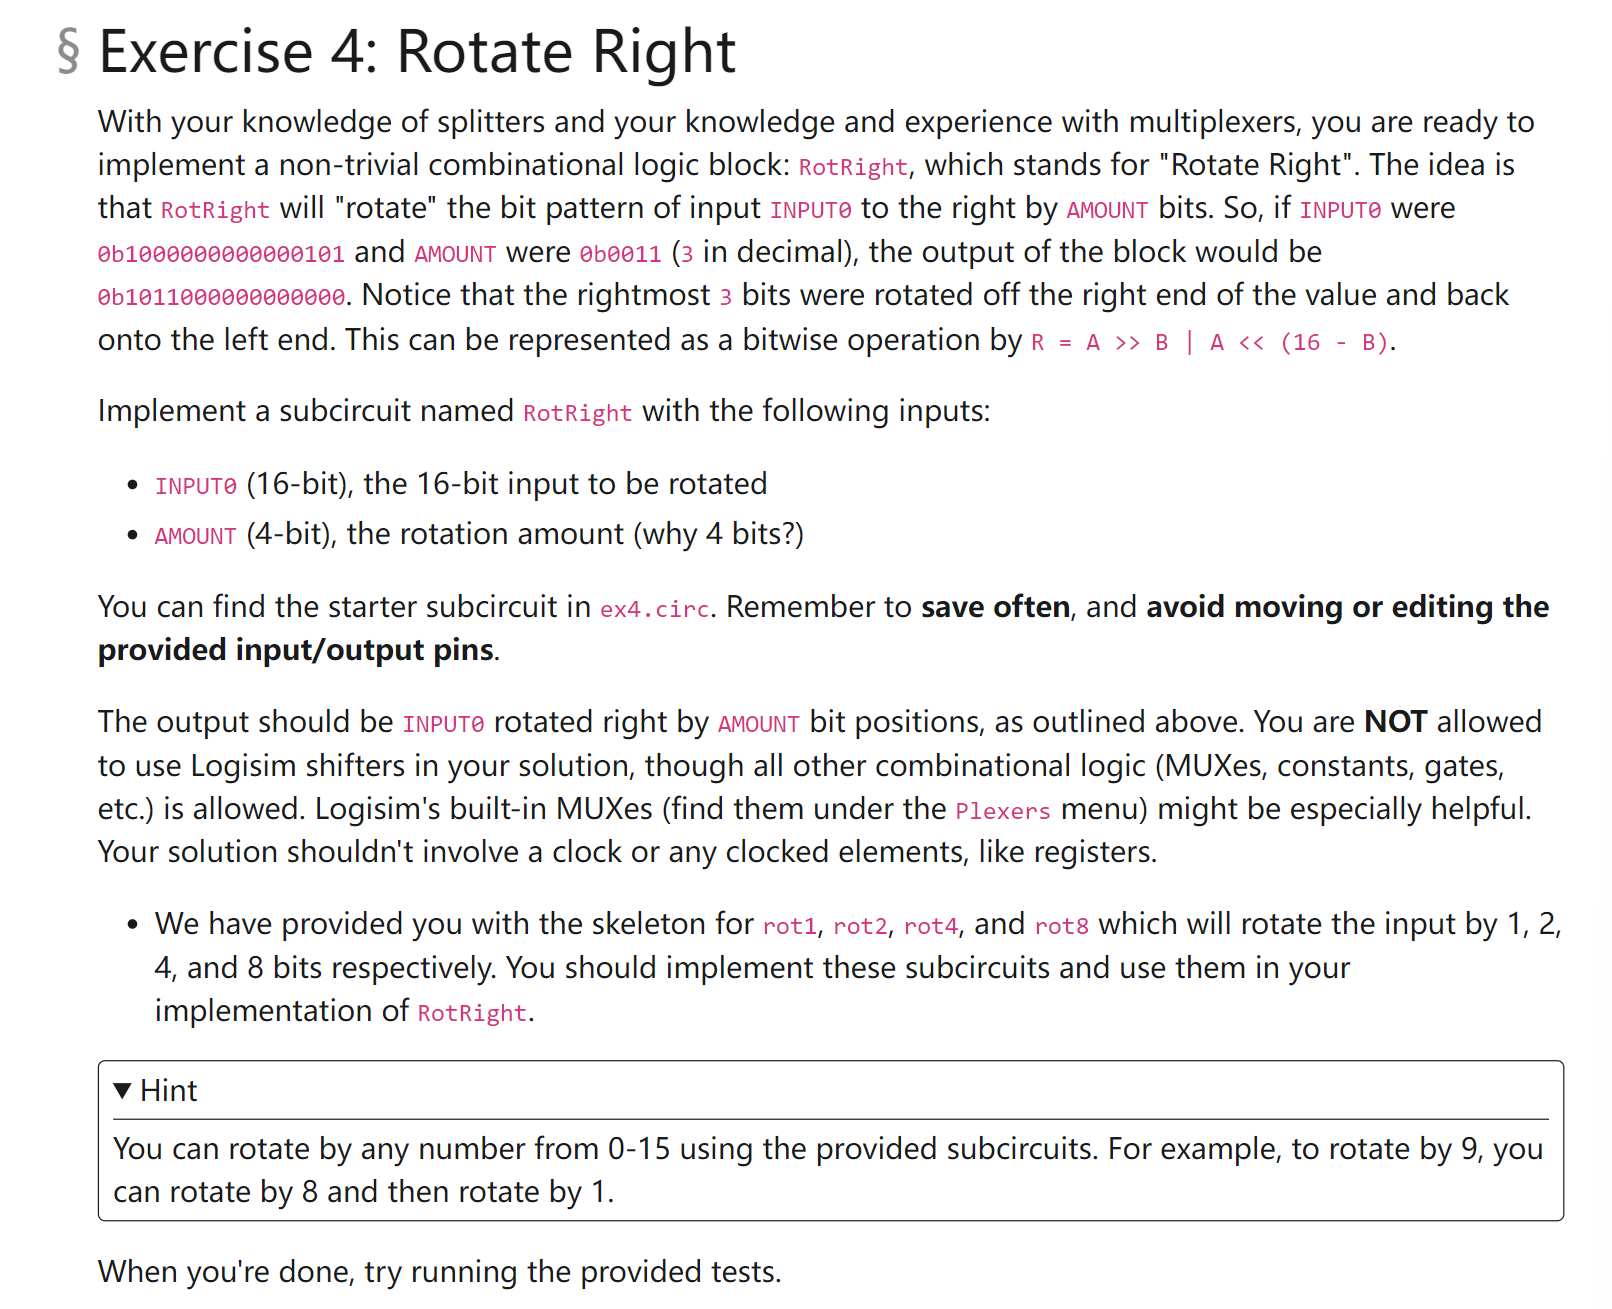 § Exercise 4: Rotate Right
With your knowledge of splitters and your knowledge and experience with multiplexers, you are ready to
implement a non-trivial combinational logic block: RotRight, which stands for "Rotate Right". The idea is
that RotRight will "rotate" the bit pattern of input INPUT0 to the right by AMOUNT bits. So, if INPUT0 were
0b1000000000000101 and AMOUNT were 0b0011 (3 in decimal), the output of the block would be
0b1011000000000000. Notice that the rightmost 3 bits were rotated off the right end of the value and back
onto the left end. This can be represented as a bitwise operation by R = A >> B | A << (16 - B).
Implement a subcircuit named RotRight with the following inputs:
• INPUT0 (16-bit), the 16-bit input to be rotated
• AMOUNT (4-bit), the rotation amount (why 4 bits?)
You can find the starter subcircuit in ex4.circ. Remember to save often, and avoid moving or editing the
provided input/output pins.
The output should be INPUT0 rotated right by AMOUNT bit positions, as outlined above. You are NOT allowed
to use Logisim shifters in your solution, though all other combinational logic (MUXes, constants, gates,
etc.) is allowed. Logisim's built-in MUXes (find them under the Plexers menu) might be especially helpful.
Your solution shouldn't involve a clock or any clocked elements, like registers.
• We have provided you with the skeleton for rot1, rot2, rot4, and rot8 which will rotate the input by 1, 2,
4, and 8 bits respectively. You should implement these subcircuits and use them in your
implementation of RotRight.
▼ Hint
You can rotate by any number from 0-15 using the provided subcircuits. For example, to rotate by 9, you
can rotate by 8 and then rotate by 1.
When you're done, try running the provided tests.